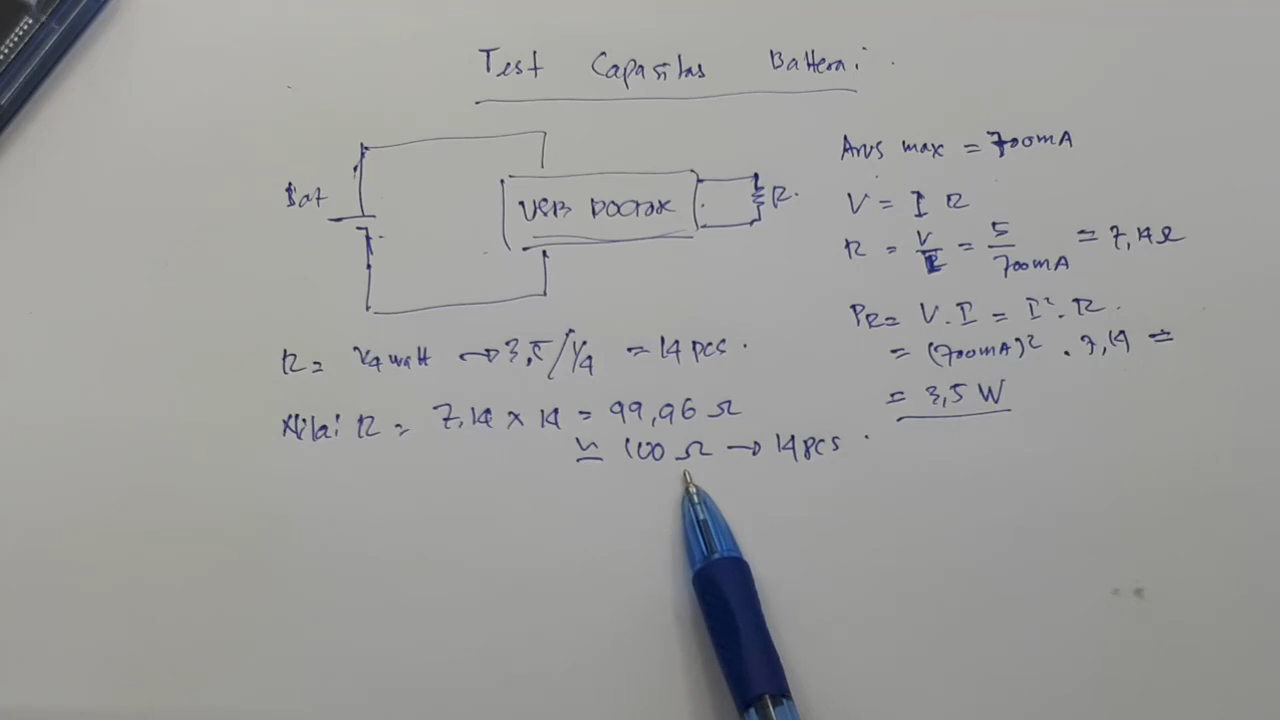 Test Capasitas Batterai.
Bat
USB DOCTOR
R.
Arus max = 700mA
V = I R
R = V/I = 5/700mA = 7,14Ω
PR = V.I = I². R.
= (700mA)² . 7,14 =
= 3,5 W
R = 1/4 watt → 3,5/1/4 = 14 pcs.
Nilai R = 7,14 x 14 = 99,96 Ω
≃ 100 Ω → 14 pcs.